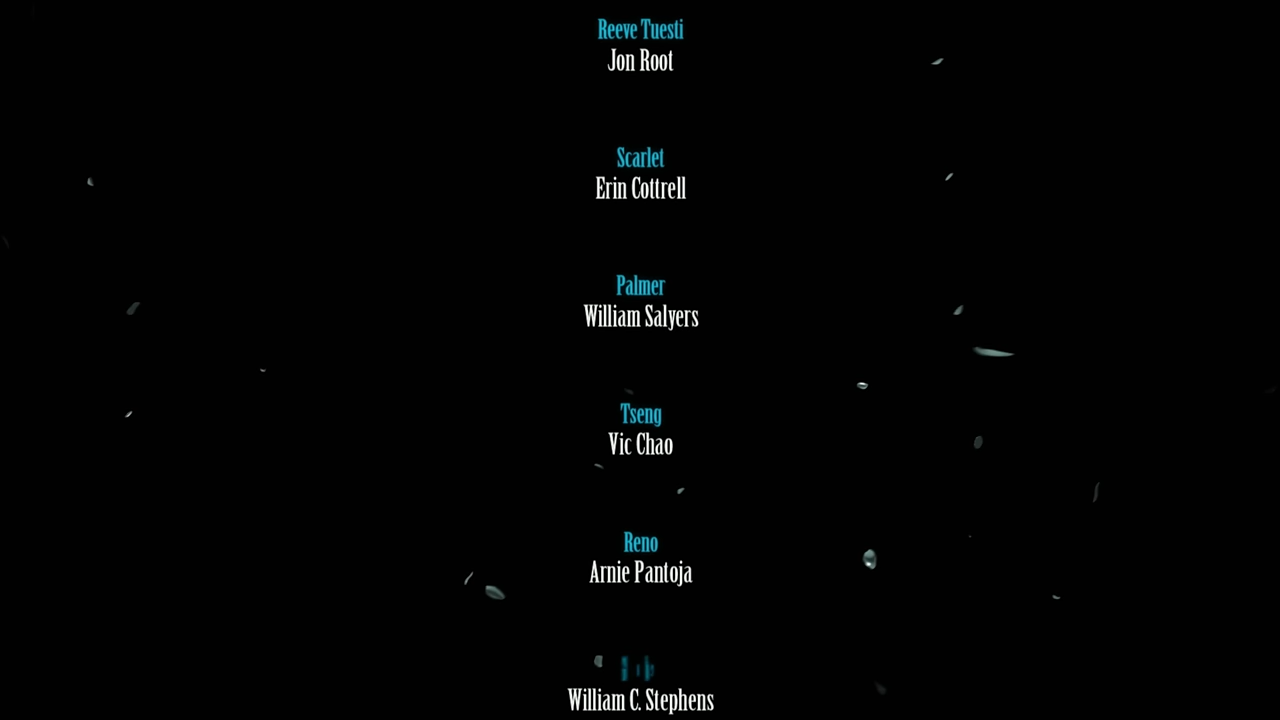 Reeve Tuesti
Jon Root
Scarlet
Erin Cottrell
Palmer
William Salyers
Tseng
Vic Chao
Reno
Arnie Pantoja
William C. Stephens